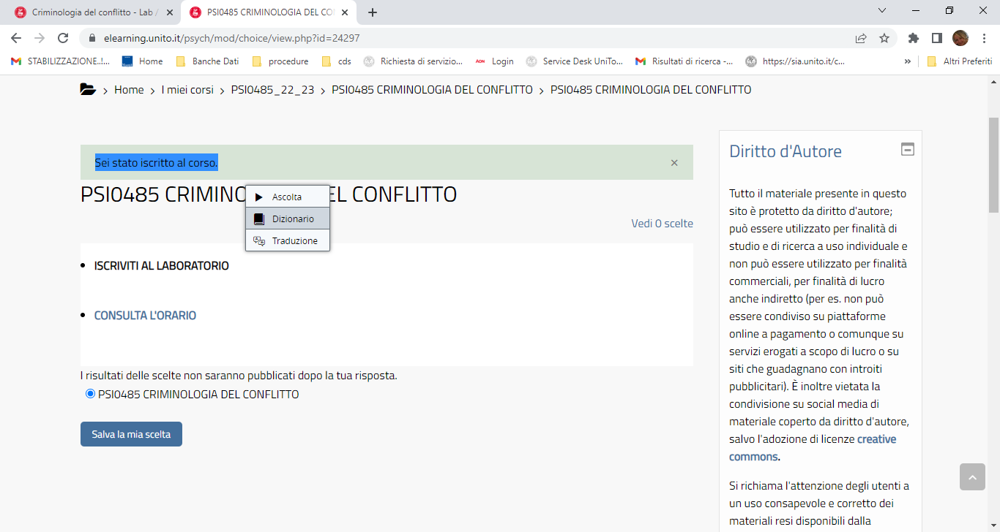 Criminologia del conflitto - Lab /
PSI0485 CRIMINOLOGIA DEL CO
elearning.unito.it/psych/mod/choice/view.php?id=24297
STABILIZZAZIONE..!...
Home
Banche Dati
procedure
cds
Richiesta di servizio...
AON
Login
Service Desk UniTo...
Risultati di ricerca -...
https://sia.unito.it/c...
»
Altri Preferiti
> Home > I miei corsi > PSI0485_22_23 > PSI0485 CRIMINOLOGIA DEL CONFLITTO > PSI0485 CRIMINOLOGIA DEL CONFLITTO
Sei stato iscritto al corso.
×
PSI0485 CRIMINO EL CONFLITTO
Ascolta
Dizionario
Traduzione
Vedi 0 scelte
• ISCRIVITI AL LABORATORIO
• CONSULTA L'ORARIO
I risultati delle scelte non saranno pubblicati dopo la tua risposta.
PSI0485 CRIMINOLOGIA DEL CONFLITTO
Salva la mia scelta
Diritto d'Autore
Tutto il materiale presente in questo
sito è protetto da diritto d'autore;
può essere utilizzato per finalità di
studio e di ricerca a uso individuale e
non può essere utilizzato per finalità
commerciali, per finalità di lucro
anche indiretto (per es. non può
essere condiviso su piattaforme
online a pagamento o comunque su
servizi erogati a scopo di lucro o su
siti che guadagnano con introiti
pubblicitari). È inoltre vietata la
condivisione su social media di
materiale coperto da diritto d'autore,
salvo l'adozione di licenze creative
commons.
Si richiama l'attenzione degli utenti a
un uso consapevole e corretto dei
materiali resi disponibili dalla